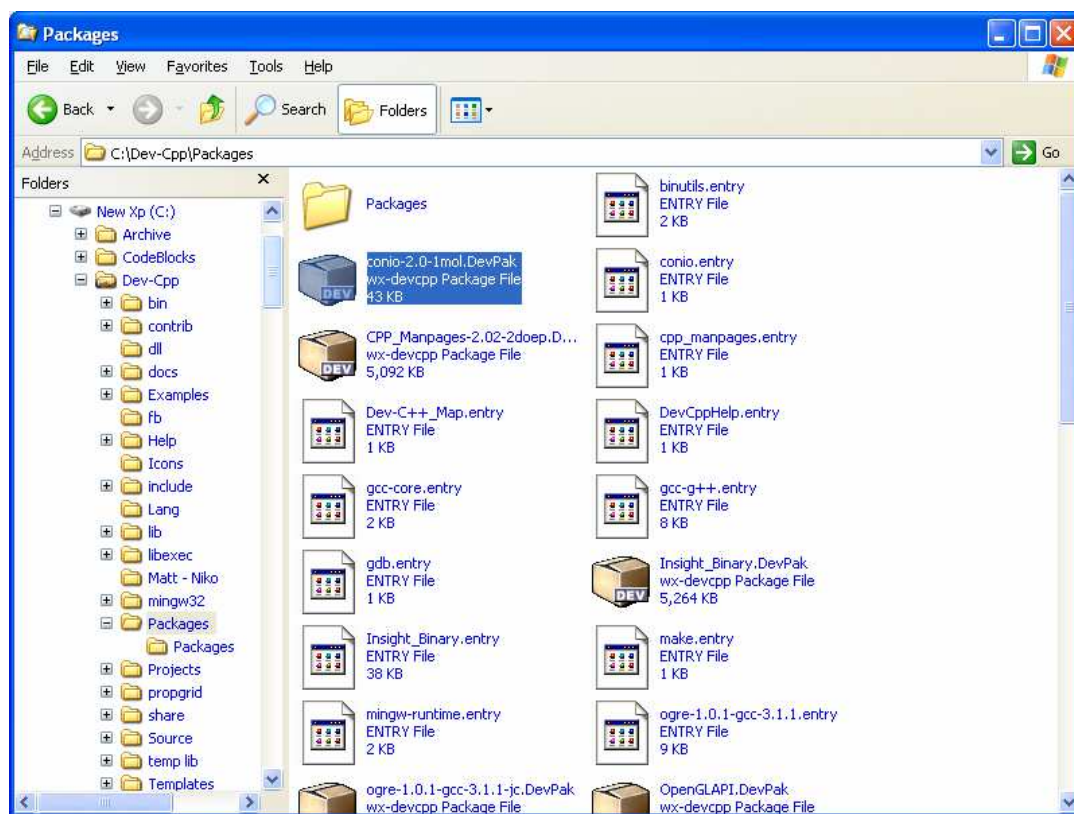 Packages
File Edit View Favorites Tools Help
Back Search Folders
Address C:\Dev-Cpp\Packages Go
Folders
New Xp (C:)
Archive
CodeBlocks
Dev-Cpp
bin
contrib
dll
docs
Examples
fb
Help
Icons
include
Lang
lib
libexec
Matt - Niko
mingw32
Packages
Packages
Projects
propgrid
share
Source
temp lib
Templates
Packages
binutils.entry
ENTRY File
2 KB
conio-2.0-1mol.DevPak
wx-devcpp Package File
43 KB
DEV
conio.entry
ENTRY File
1 KB
CPP_Manpages-2.02-2doep.D...
wx-devcpp Package File
5,092 KB
DEV
cpp_manpages.entry
ENTRY File
1 KB
Dev-C++_Map.entry
ENTRY File
1 KB
DevCppHelp.entry
ENTRY File
1 KB
gcc-core.entry
ENTRY File
2 KB
gcc-g++.entry
ENTRY File
8 KB
gdb.entry
ENTRY File
1 KB
Insight_Binary.DevPak
wx-devcpp Package File
5,264 KB
DEV
Insight_Binary.entry
ENTRY File
38 KB
make.entry
ENTRY File
1 KB
mingw-runtime.entry
ENTRY File
2 KB
ogre-1.0.1-gcc-3.1.1.entry
ENTRY File
9 KB
ogre-1.0.1-gcc-3.1.1-jc.DevPak
wx-devcpp Package File
OpenGLAPI.DevPak
wx-devcpp Package File